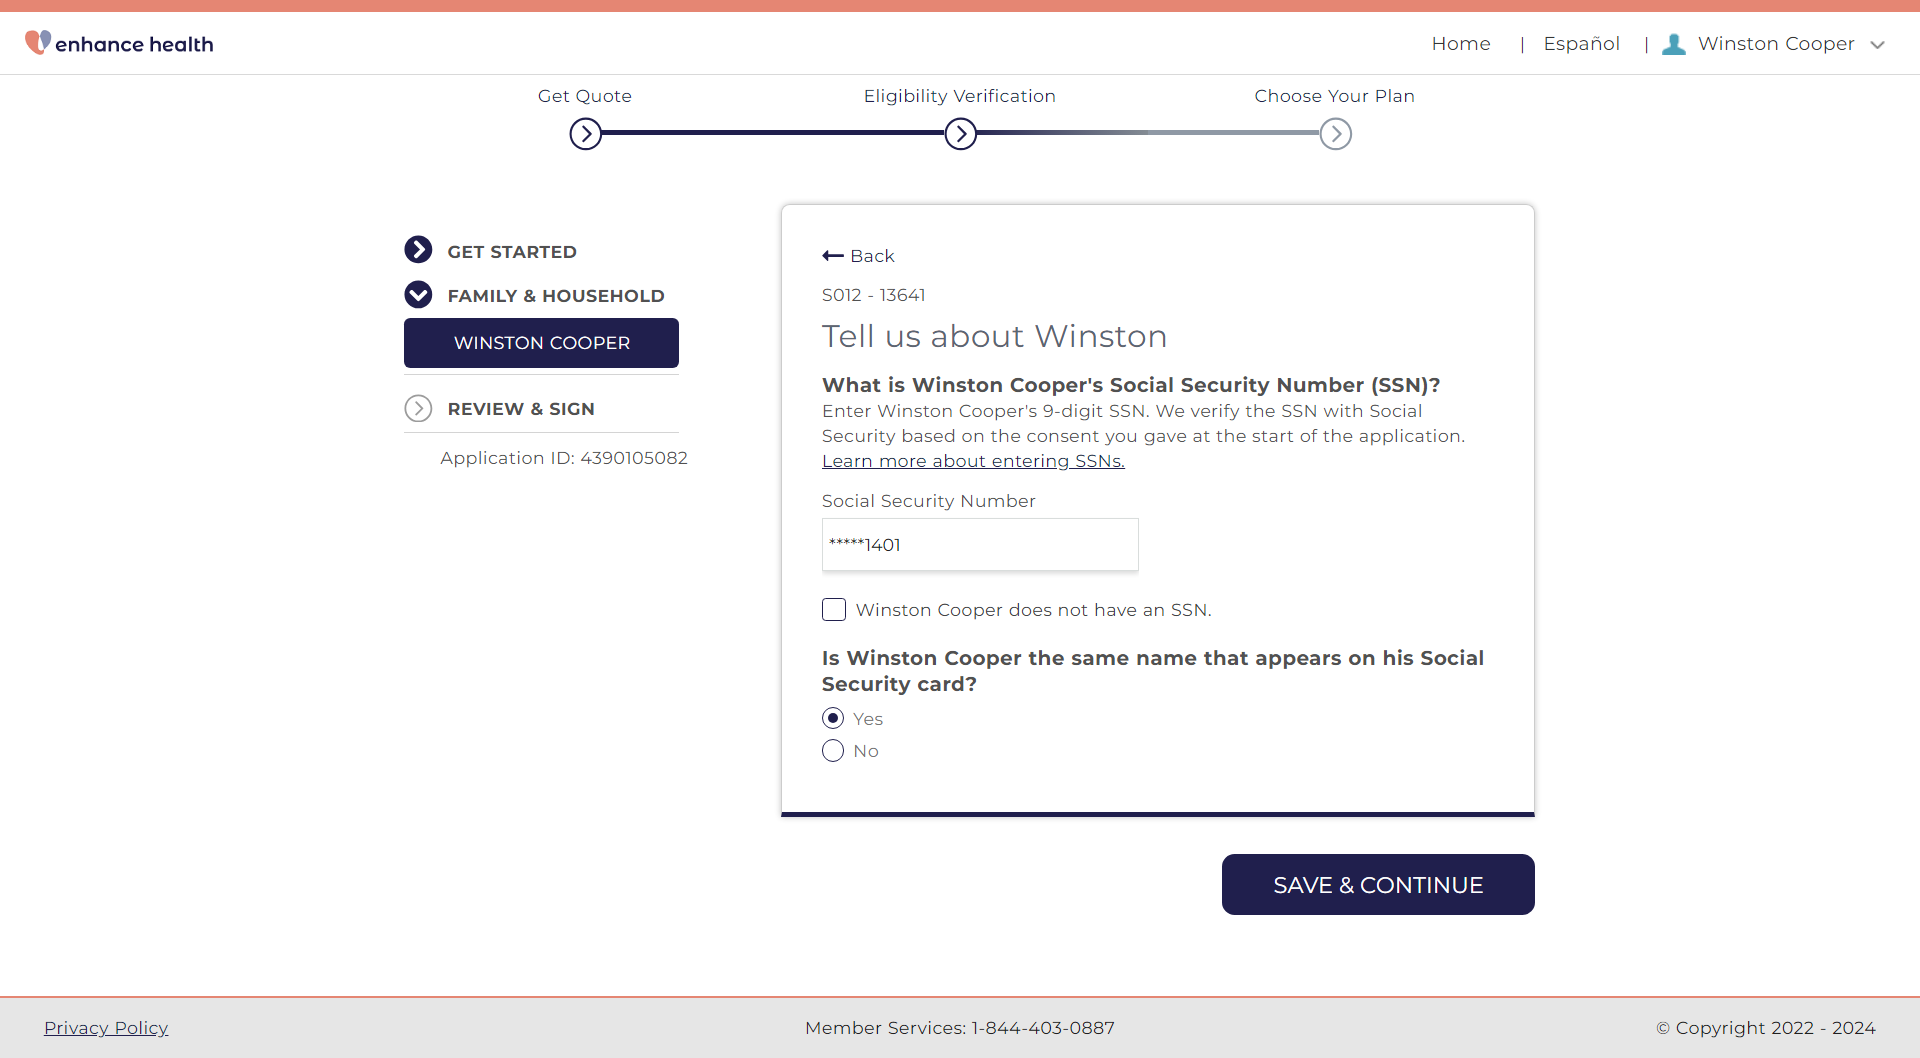 enhance health
Home | Español | Winston Cooper
Get Quote
Eligibility Verification
Choose Your Plan
GET STARTED
FAMILY & HOUSEHOLD
WINSTON COOPER
REVIEW & SIGN
Application ID: 4390105082
Back
S012 - 13641
Tell us about Winston
What is Winston Cooper's Social Security Number (SSN)?
Enter Winston Cooper's 9-digit SSN. We verify the SSN with Social
Security based on the consent you gave at the start of the application.
Learn more about entering SSNs.
Social Security Number
*****1401
Winston Cooper does not have an SSN.
Is Winston Cooper the same name that appears on his Social
Security card?
Yes
No
SAVE & CONTINUE
Privacy Policy
Member Services: 1-844-403-0887
© Copyright 2022 - 2024